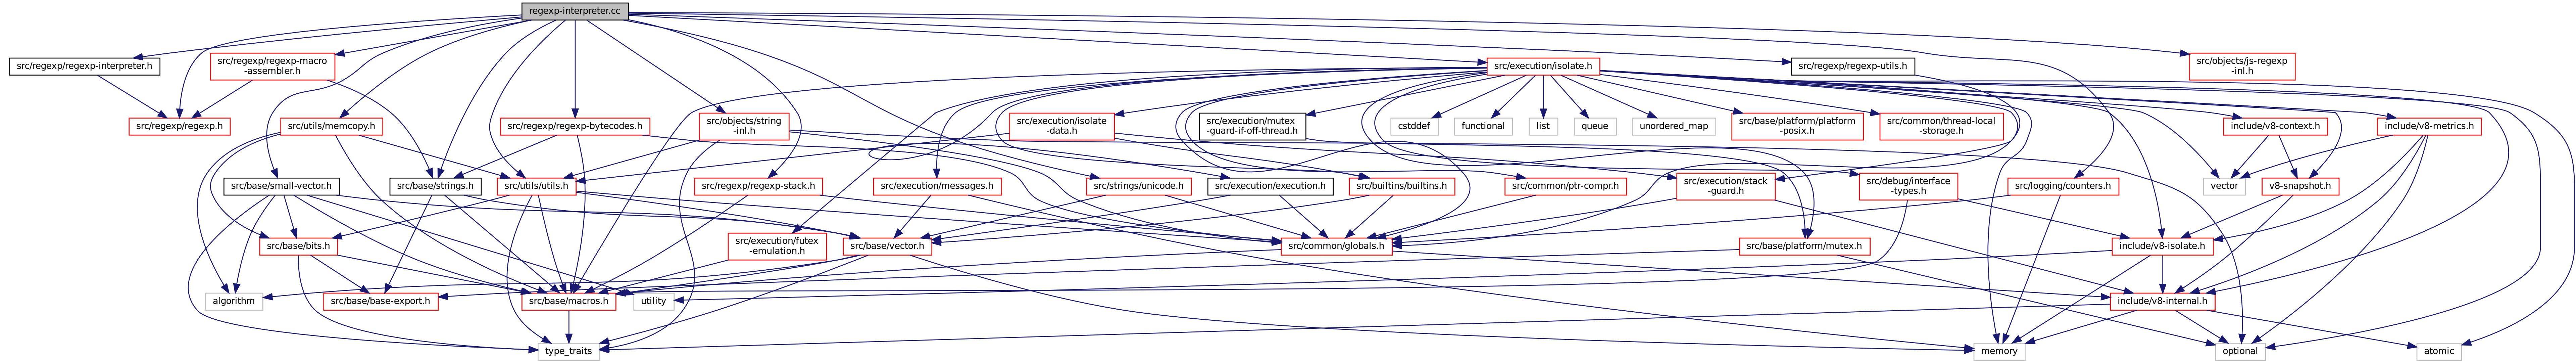 regexp-interpreter.cc
src/regexp/regexp-interpreter.h
src/regexp/regexp-macro
-assembler.h
src/execution/isolate.h
src/regexp/regexp-utils.h
src/objects/js-regexp
-inl.h
src/regexp/regexp.h
src/utils/memcopy.h
src/regexp/regexp-bytecodes.h
src/objects/string
-inl.h
src/execution/isolate
-data.h
src/execution/mutex
-guard-if-off-thread.h
cstddef
functional
list
queue
unordered_map
src/base/platform/platform
-posix.h
src/common/thread-local
-storage.h
include/v8-context.h
include/v8-metrics.h
src/base/small-vector.h
src/base/strings.h
src/utils/utils.h
src/regexp/regexp-stack.h
src/execution/messages.h
src/strings/unicode.h
src/execution/execution.h
src/builtins/builtins.h
src/common/ptr-compr.h
src/execution/stack
-guard.h
src/debug/interface
-types.h
src/logging/counters.h
vector
v8-snapshot.h
src/base/bits.h
src/execution/futex
-emulation.h
src/base/vector.h
src/common/globals.h
src/base/platform/mutex.h
include/v8-isolate.h
algorithm
src/base/base-export.h
src/base/macros.h
utility
include/v8-internal.h
type_traits
memory
optional
atomic